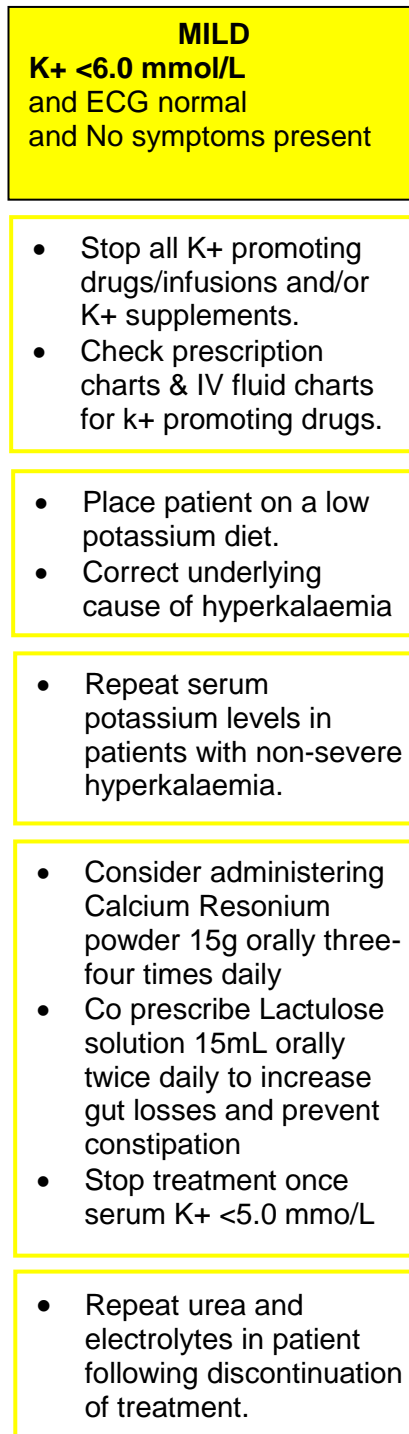 MILD
K+ <6.0 mmol/L
and ECG normal
and No symptoms present
• Stop all K+ promoting
drugs/infusions and/or
K+ supplements.
• Check prescription
charts & IV fluid charts
for k+ promoting drugs.
• Place patient on a low
potassium diet.
• Correct underlying
cause of hyperkalaemia
• Repeat serum
potassium levels in
patients with non-severe
hyperkalaemia.
• Consider administering
Calcium Resonium
powder 15g orally three-
four times daily
• Co prescribe Lactulose
solution 15mL orally
twice daily to increase
gut losses and prevent
constipation
• Stop treatment once
serum K+ <5.0 mmo/L
• Repeat urea and
electrolytes in patient
following discontinuation
of treatment.